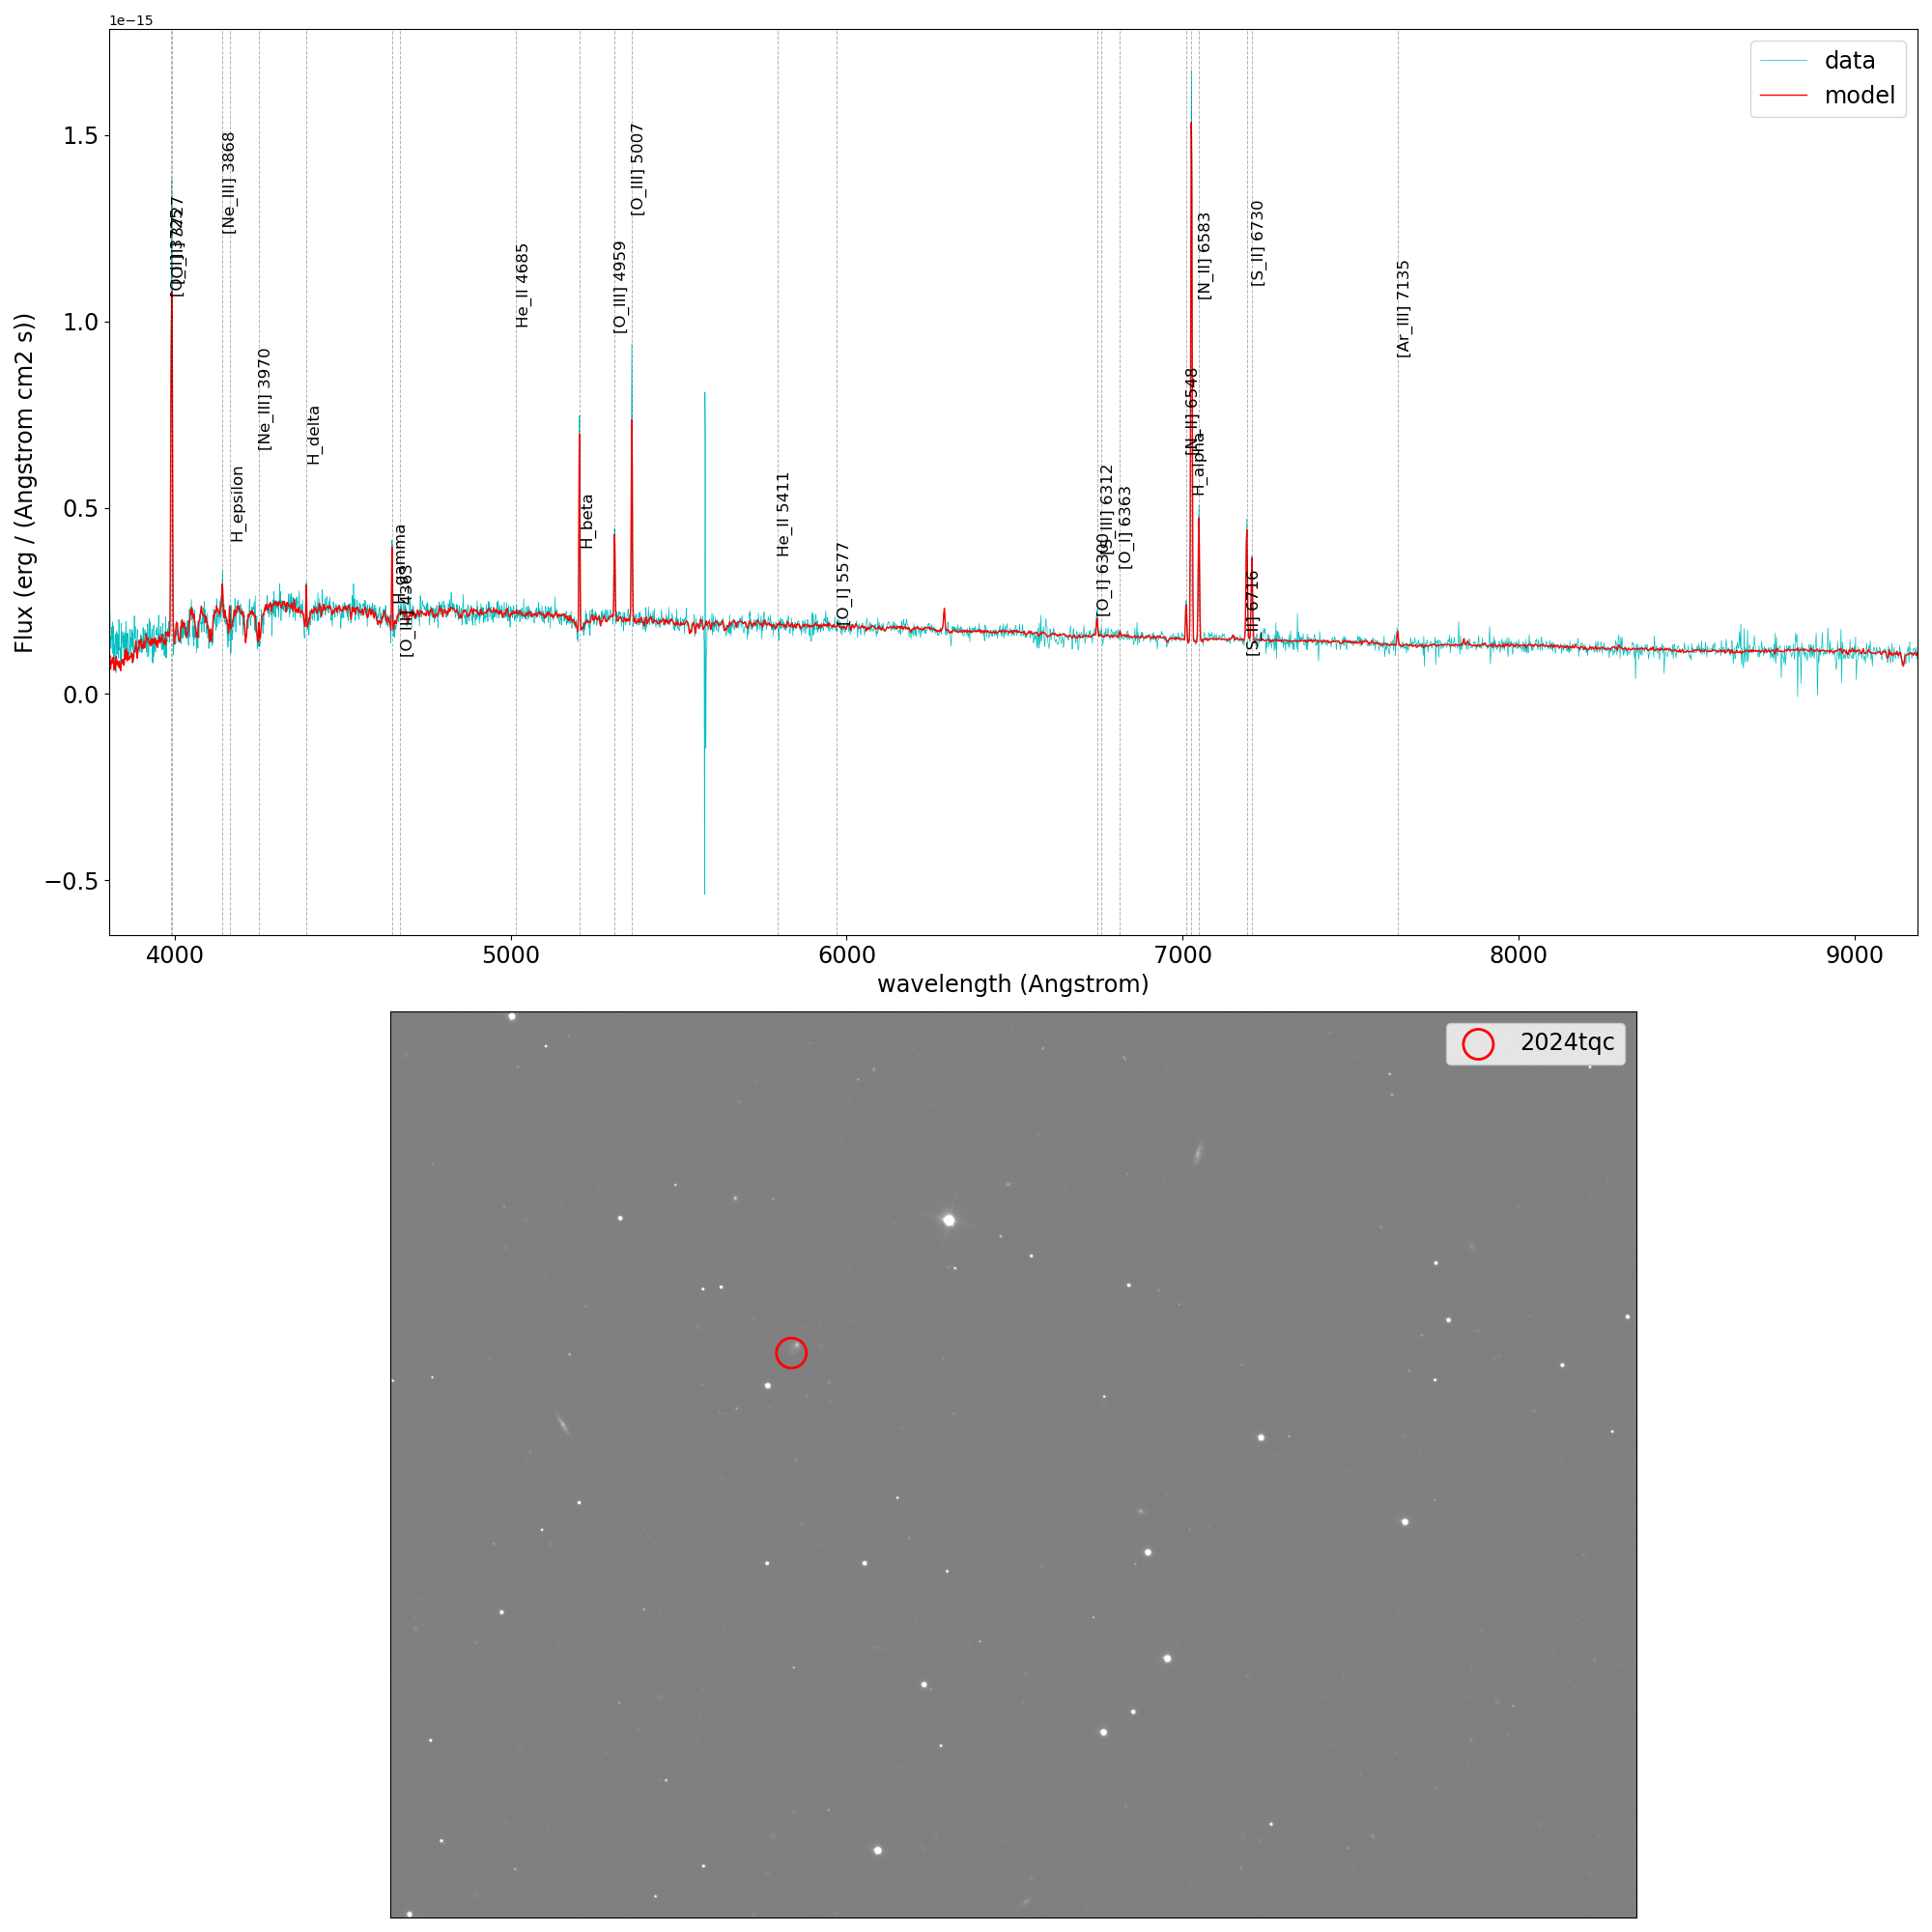 1e−15
data
model
[Ne_III] 3868
[O_III] 5007
[O_II] 3727
[N_II] 6583
[S_II] 6730
He_II 4685
[O_III] 4959
[Ar_III] 7135
[Ne_III] 3970
[N_II] 6548
H_delta
H_alpha
H_epsilon
[S_III] 6312
He_II 5411
[O_I] 6363
H_beta
H_gamma
[O_I] 6300
[O_I] 5577
[O_III] 4363
[S_II] 6716
1.5
1.0
0.5
0.0
−0.5
Flux (erg / (Angstrom cm2 s))
4000 5000 6000 7000 8000 9000
wavelength (Angstrom)
2024tqc